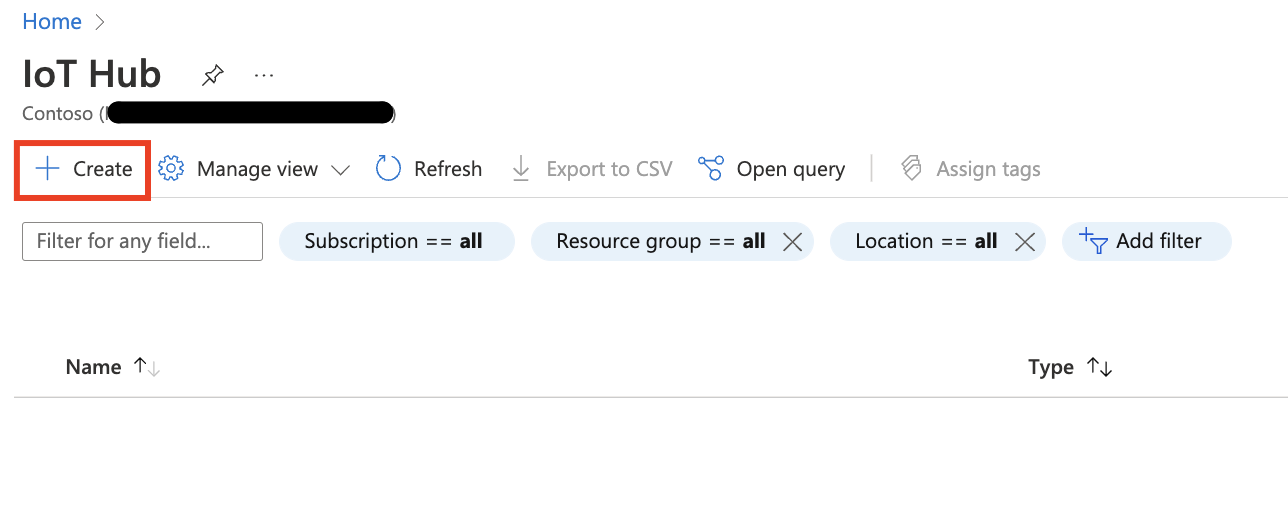 Home >
IoT Hub ...
Contoso (
Create Manage view Refresh Export to CSV Open query Assign tags
Filter for any field... Subscription == all Resource group == all Location == all Add filter
Name Type